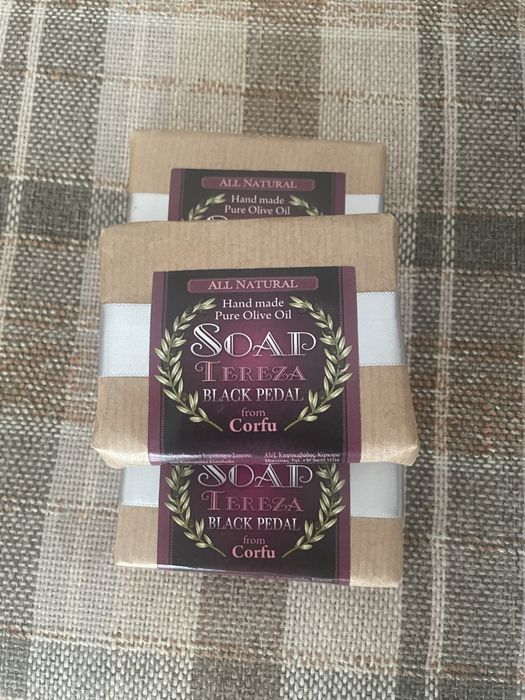 ALL NATURAL
Hand made
Pure Olive Oil
ALL NATURAL
Hand made
Pure Olive Oil
SOAP
TEREZA
BLACK PEDAL
from
Corfu
SOAP
TEREZA
BLACK PEDAL
from
Corfu